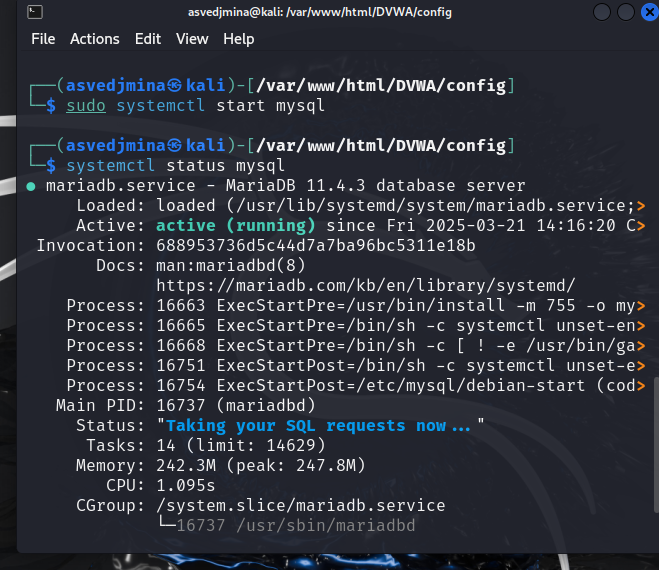 asvedjmina@kali: /var/www/html/DVWA/config
File Actions Edit View Help
┌──(asvedjmina㉿kali)-[/var/www/html/DVWA/config]
└─$ sudo systemctl start mysql
┌──(asvedjmina㉿kali)-[/var/www/html/DVWA/config]
└─$ systemctl status mysql
● mariadb.service - MariaDB 11.4.3 database server
Loaded: loaded (/usr/lib/systemd/system/mariadb.service;>
Active: active (running) since Fri 2025-03-21 14:16:20 C>
Invocation: 688953736d5c44d7a7ba96bc5311e18b
Docs: man:mariadbd(8)
https://mariadb.com/kb/en/library/systemd/
Process: 16663 ExecStartPre=/usr/bin/install -m 755 -o my>
Process: 16665 ExecStartPre=/bin/sh -c systemctl unset-en>
Process: 16668 ExecStartPre=/bin/sh -c [ ! -e /usr/bin/ga>
Process: 16751 ExecStartPost=/bin/sh -c systemctl unset-e>
Process: 16754 ExecStartPost=/etc/mysql/debian-start (cod>
Main PID: 16737 (mariadbd)
Status: "Taking your SQL requests now..."
Tasks: 14 (limit: 14629)
Memory: 242.3M (peak: 247.8M)
CPU: 1.095s
CGroup: /system.slice/mariadb.service
└─16737 /usr/sbin/mariadbd